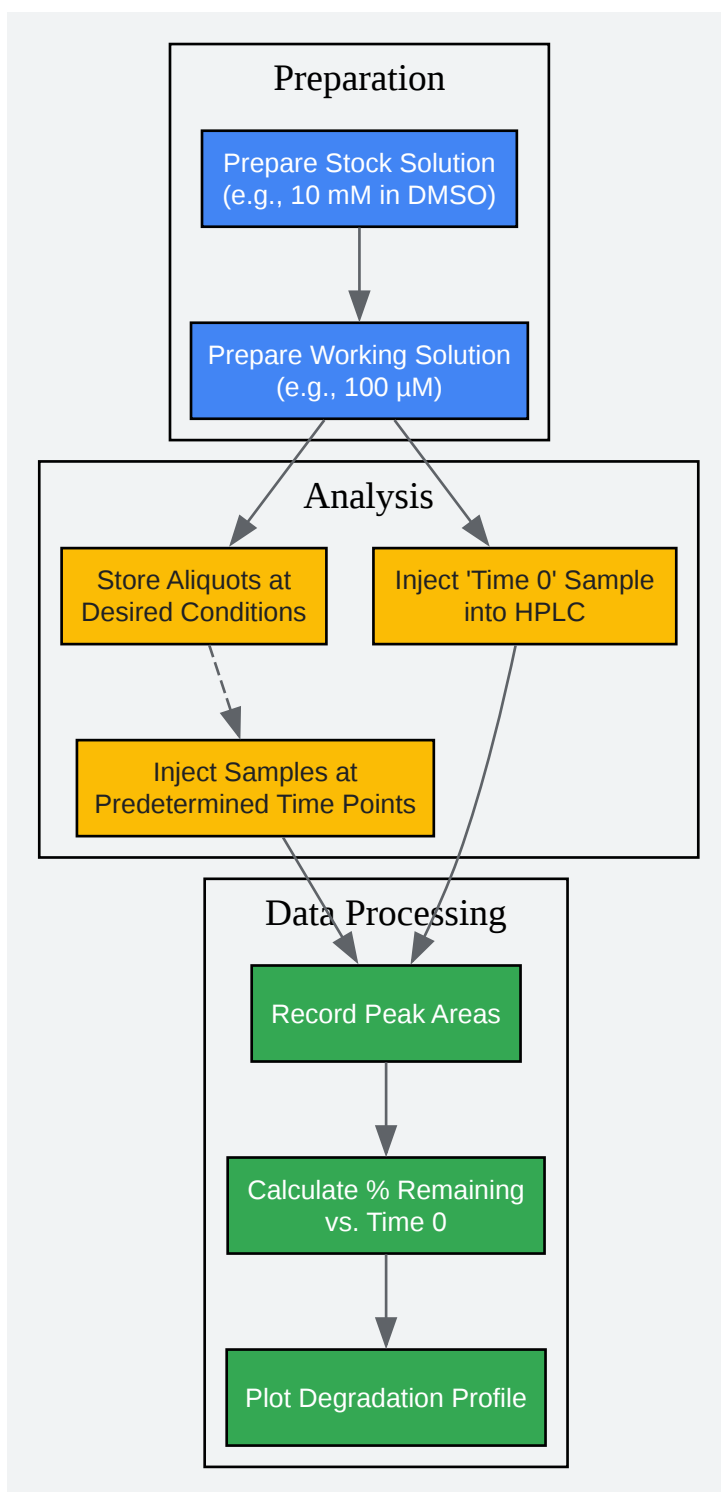 Preparation
Prepare Stock Solution
(e.g., 10 mM in DMSO)
Prepare Working Solution
(e.g., 100 µM)
Analysis
Store Aliquots at
Desired Conditions
Inject 'Time 0' Sample
into HPLC
Inject Samples at
Predetermined Time Points
Data Processing
Record Peak Areas
Calculate % Remaining
vs. Time 0
Plot Degradation Profile